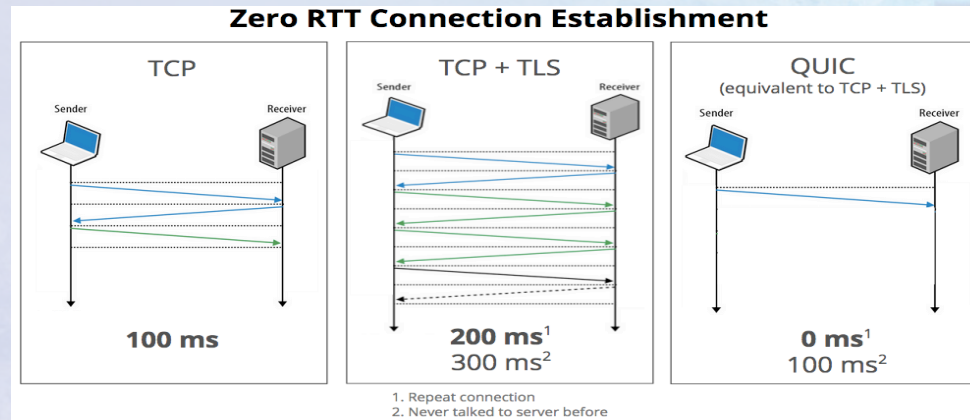 Zero RTT Connection Establishment
TCP
Sender
Receiver
100 ms
TCP + TLS
Sender
Receiver
200 ms¹
300 ms²
QUIC
(equivalent to TCP + TLS)
Sender
Receiver
0 ms¹
100 ms²
1. Repeat connection
2. Never talked to server before